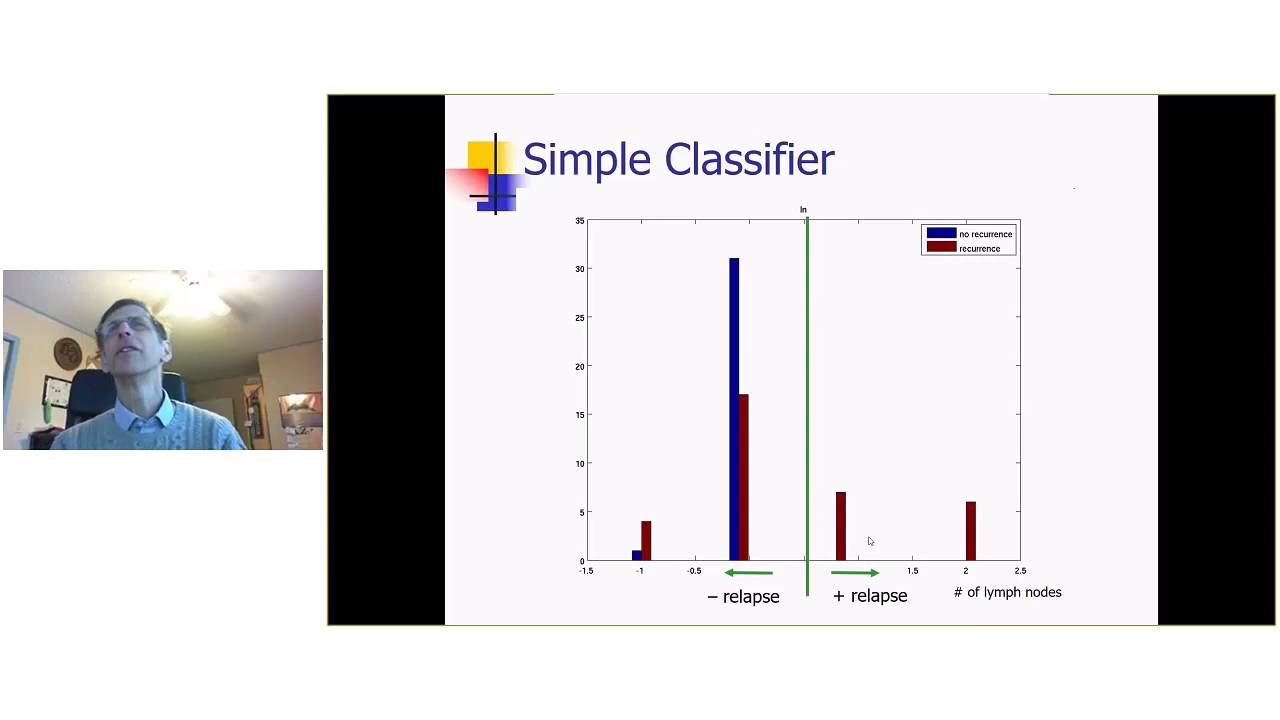 Simple Classifier
ln
35
30
25
20
15
10
5
0
no recurrence
recurrence
-1.5
-1
-0.5
1.5
2
2.5
– relapse
+ relapse
# of lymph nodes